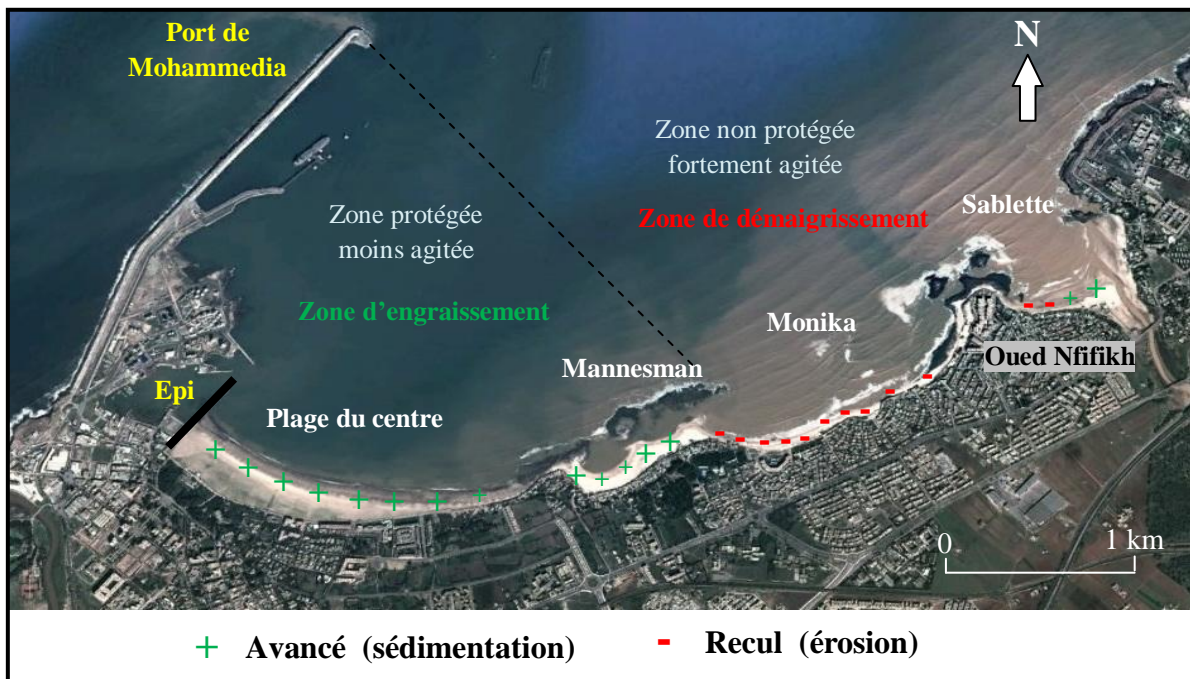 Port de
Mohammedia
N
Zone non protégée
fortement agitée
Sablette
Zone protégée
moins agitée
Zone de démaigrissement
Zone d'engraissement
Monika
Mannesman
Oued Nfifikh
Epi
Plage du centre
0
1 km
+ Avancé (sédimentation)
- Recul (érosion)